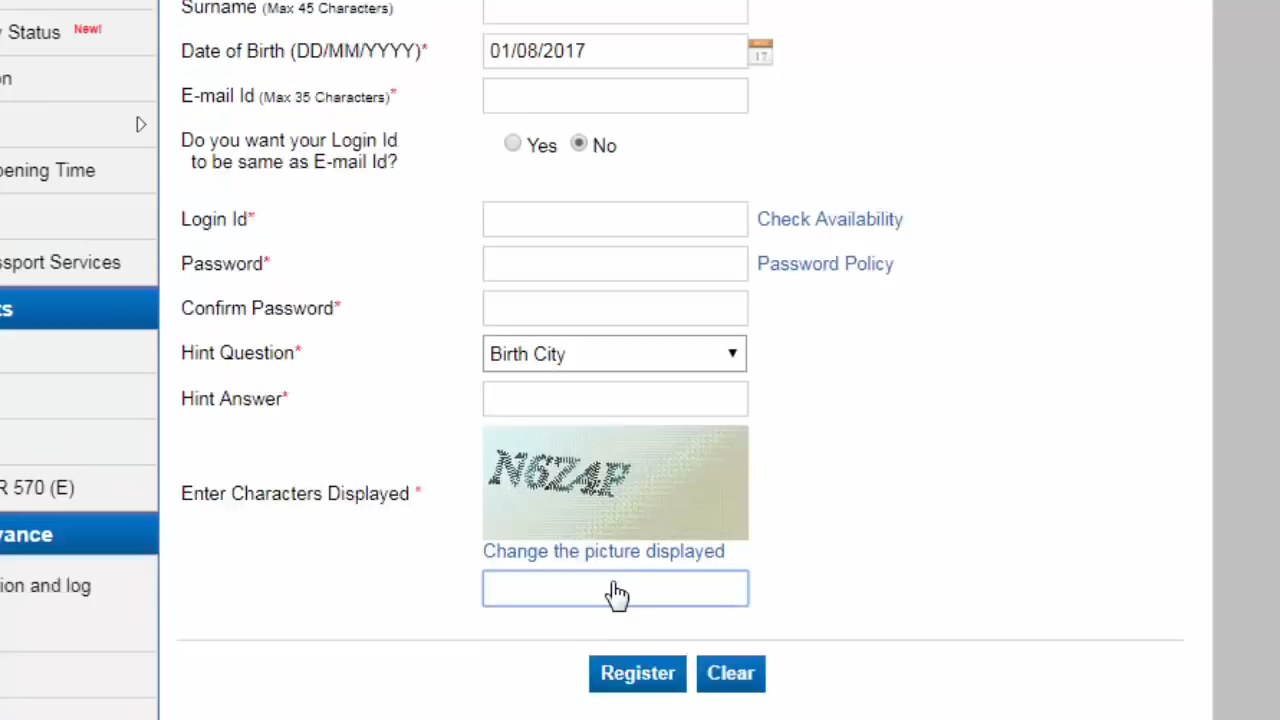 Surname (Max 45 Characters)
y Status New!
Date of Birth (DD/MM/YYYY)* 01/08/2017
17
on
E-mail Id (Max 35 Characters)*
Do you want your Login Id
to be same as E-mail Id?
Yes No
pening Time
Login Id* Check Availability
ssport Services
Password* Password Policy
ts
Confirm Password*
Hint Question* Birth City
Hint Answer*
N6ZAP
R 570 (E)
Enter Characters Displayed *
vance
Change the picture displayed
tion and log
Register Clear